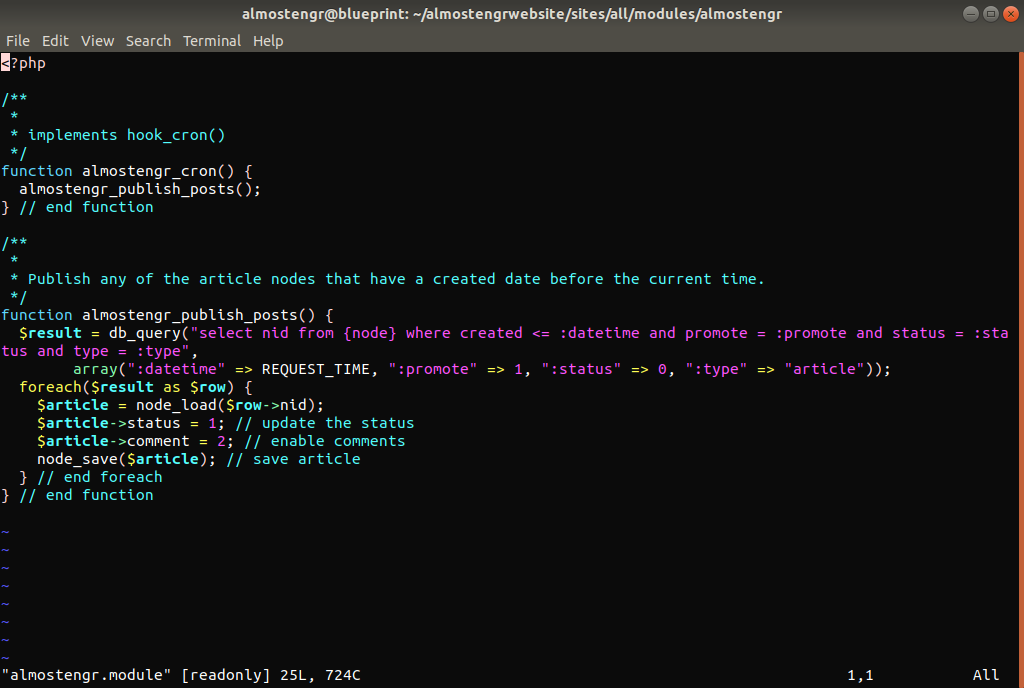 almostengr@blueprint: ~/almostengrwebsite/sites/all/modules/almostengr
File Edit View Search Terminal Help
<?php

/**
 *
 * implements hook_cron()
 */
function almostengr_cron() {
  almostengr_publish_posts();
} // end function

/**
 *
 * Publish any of the article nodes that have a created date before the current time.
 */
function almostengr_publish_posts() {
  $result = db_query("select nid from {node} where created <= :datetime and promote = :promote and status = :sta
tus and type = :type",
        array(":datetime" => REQUEST_TIME, ":promote" => 1, ":status" => 0, ":type" => "article"));
  foreach($result as $row) {
    $article = node_load($row->nid);
    $article->status = 1; // update the status
    $article->comment = 2; // enable comments
    node_save($article); // save article
  } // end foreach
} // end function

~
~
~
~
~
~
~
~
"almostengr.module" [readonly] 25L, 724C 1,1 All